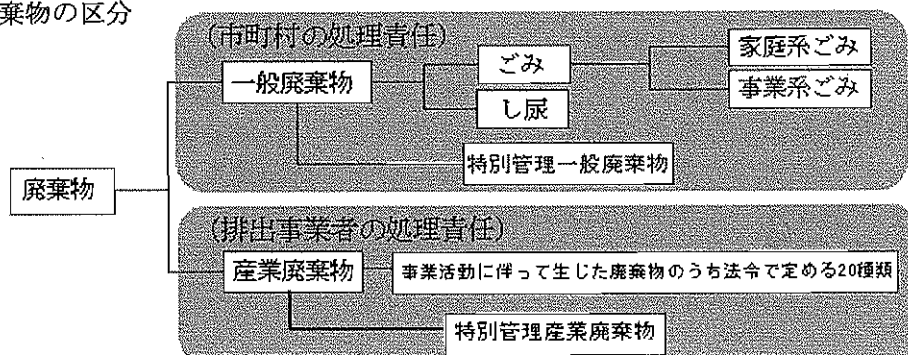 棄物の区分
(市町村の処理責任)
一般廃棄物
ごみ
家庭系ごみ
事業系ごみ
し尿
特別管理一般廃棄物
廃棄物
(排出事業者の処理責任)
産業廃棄物
事業活動に伴って生じた廃棄物のうち法令で定める20種類
特別管理産業廃棄物